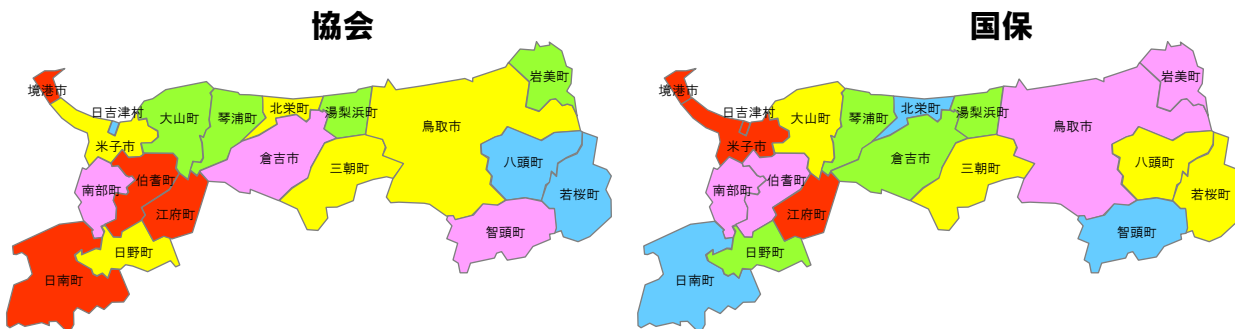 協会
国保
岩美町
境港市
日吉津村
大山町
琴浦町
北栄町
湯梨浜町
鳥取市
米子市
倉吉市
三朝町
八頭町
若桜町
南部町
伯耆町
江府町
智頭町
日野町
日南町
岩美町
境港市
日吉津村
大山町
琴浦町
北栄町
湯梨浜町
鳥取市
米子市
倉吉市
三朝町
八頭町
若桜町
南部町
伯耆町
江府町
智頭町
日野町
日南町